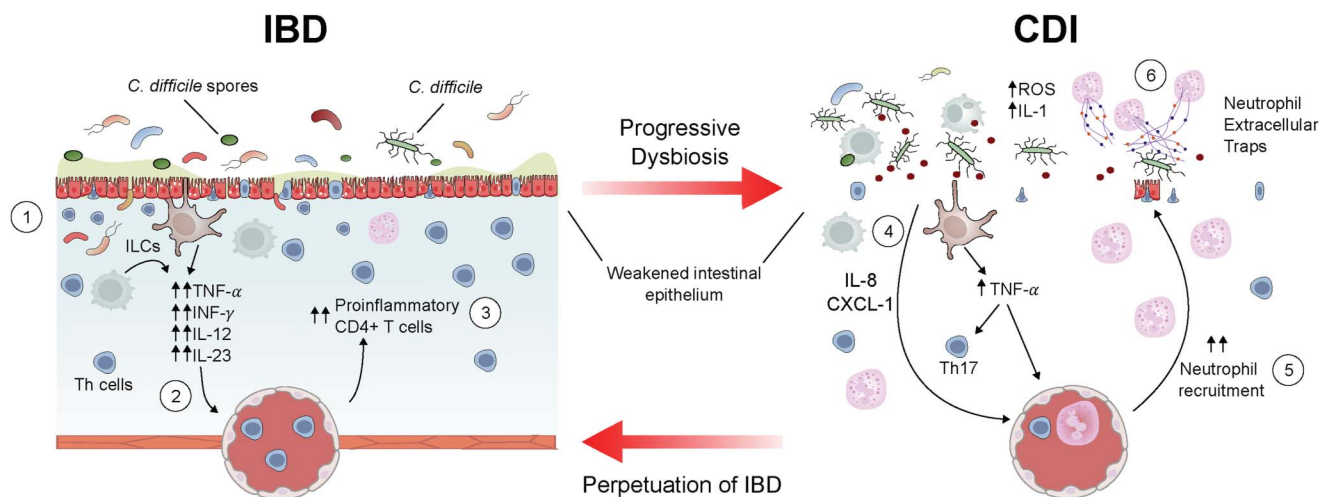 IBD
CDI
C. difficile spores
C. difficile
Progressive
Dysbiosis
↑ROS
↑IL-1
6
Neutrophil
Extracellular
Traps
1
ILCs
↑↑TNF-α
↑↑INF-γ
↑↑IL-12
↑↑IL-23
Th cells
2
↑↑ Proinflammatory
CD4+ T cells
3
Weakened intestinal
epithelium
4
IL-8
CXCL-1
↑ TNF-α
Th17
↑↑
Neutrophil
recruitment
5
Perpetuation of IBD